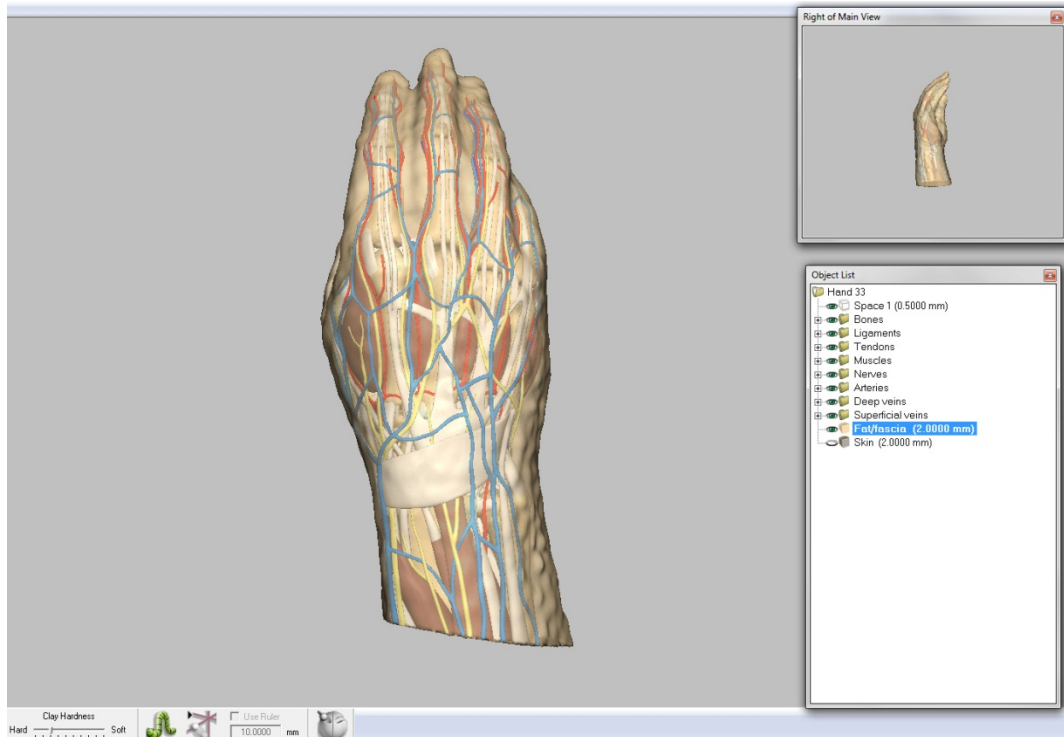 Right of Main View
Object List
Hand 33
Space 1 (0.5000 mm)
Bones
Ligaments
Tendons
Muscles
Nerves
Arteries
Deep veins
Superficial veins
Fat/fascia (2.0000 mm)
Skin (2.0000 mm)
Clay Hardness
Hard Soft
Use Ruler
10.0000 mm